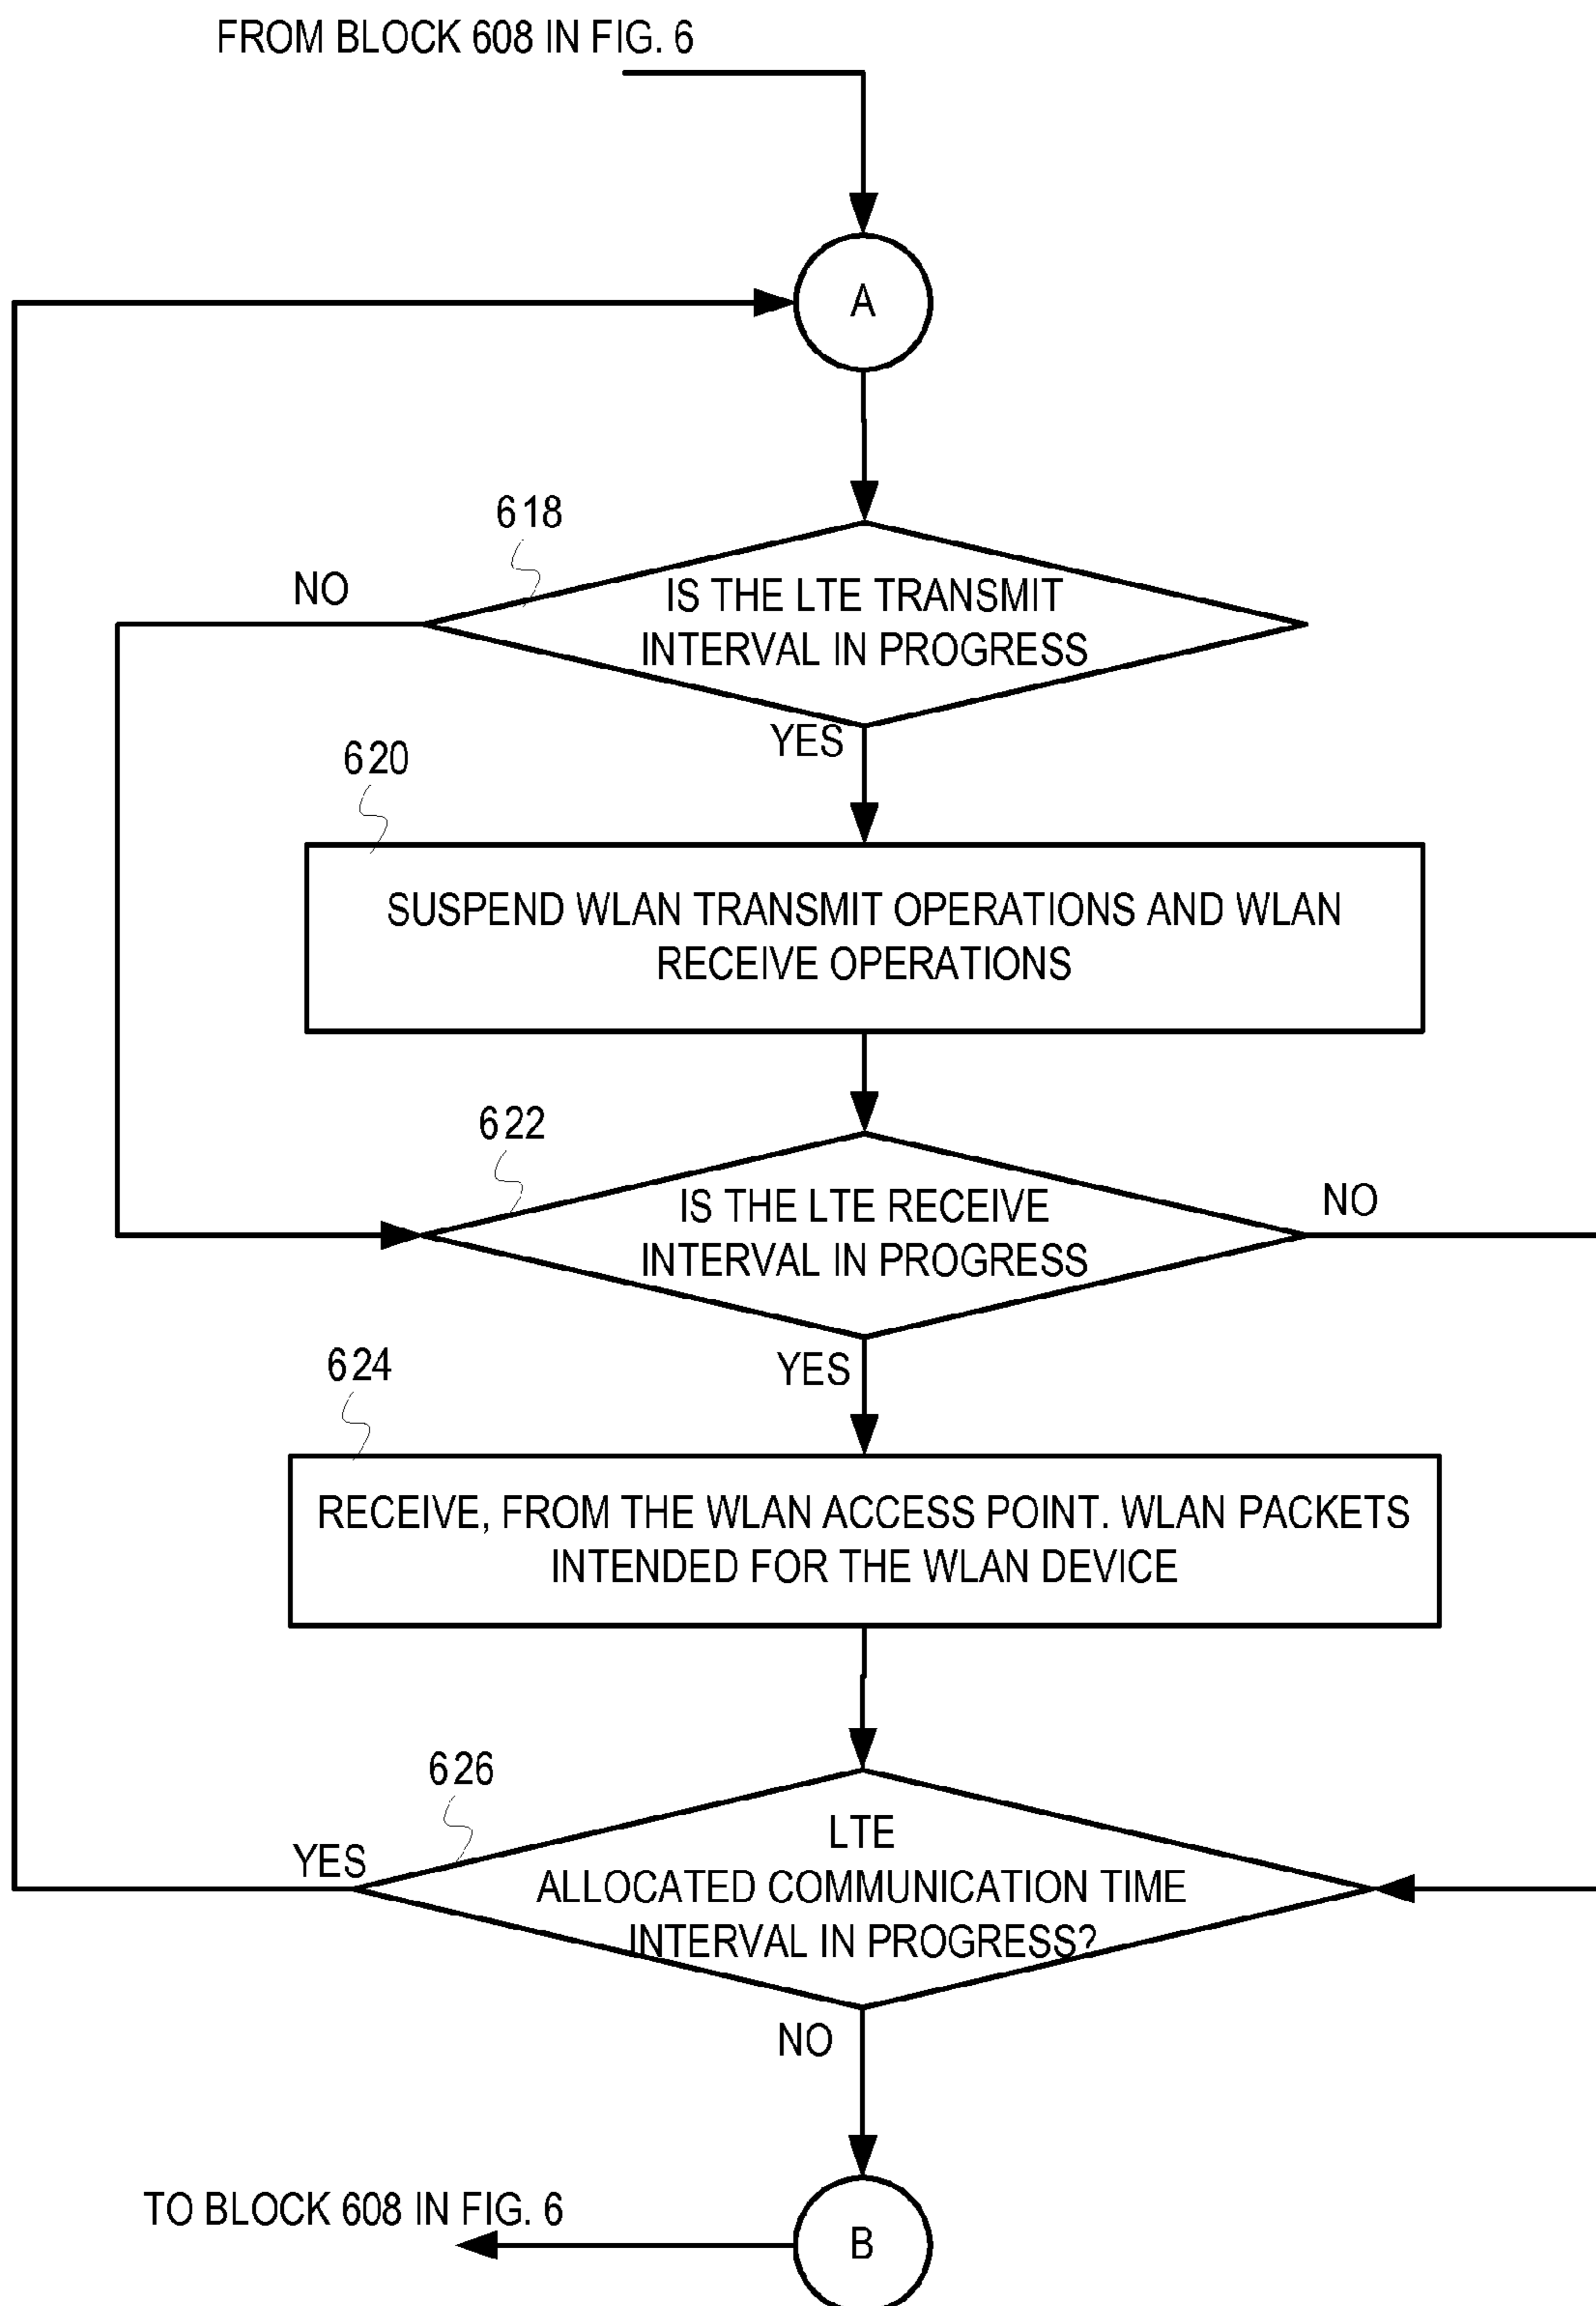 FROM BLOCK 608 IN FIG. 6
A
618
NO
IS THE LTE TRANSMIT
INTERVAL IN PROGRESS
YES
620
SUSPEND WLAN TRANSMIT OPERATIONS AND WLAN
RECEIVE OPERATIONS
622
IS THE LTE RECEIVE
INTERVAL IN PROGRESS
NO
YES
624
RECEIVE, FROM THE WLAN ACCESS POINT. WLAN PACKETS
INTENDED FOR THE WLAN DEVICE
626
YES
LTE
ALLOCATED COMMUNICATION TIME
INTERVAL IN PROGRESS?
NO
TO BLOCK 608 IN FIG. 6
B